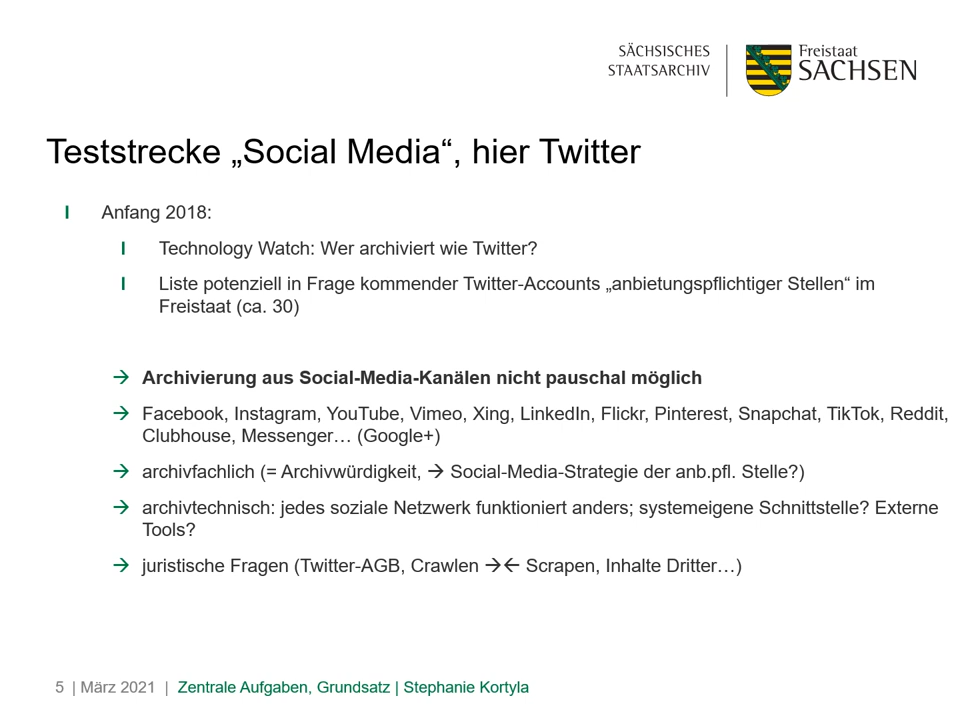 SÄCHSISCHES
STAATSARCHIV
Freistaat
SACHSEN
Teststrecke „Social Media“, hier Twitter
Anfang 2018:
Technology Watch: Wer archiviert wie Twitter?
Liste potenziell in Frage kommender Twitter-Accounts „anbietungspflichtiger Stellen“ im
Freistaat (ca. 30)
→ Archivierung aus Social-Media-Kanälen nicht pauschal möglich
→ Facebook, Instagram, YouTube, Vimeo, Xing, LinkedIn, Flickr, Pinterest, Snapchat, TikTok, Reddit,
Clubhouse, Messenger… (Google+)
→ archivfachlich (= Archivwürdigkeit, → Social-Media-Strategie der anb.pfl. Stelle?)
→ archivtechnisch: jedes soziale Netzwerk funktioniert anders; systemeigene Schnittstelle? Externe
Tools?
→ juristische Fragen (Twitter-AGB, Crawlen →← Scrapen, Inhalte Dritter…)
5 | März 2021 | Zentrale Aufgaben, Grundsatz | Stephanie Kortyla